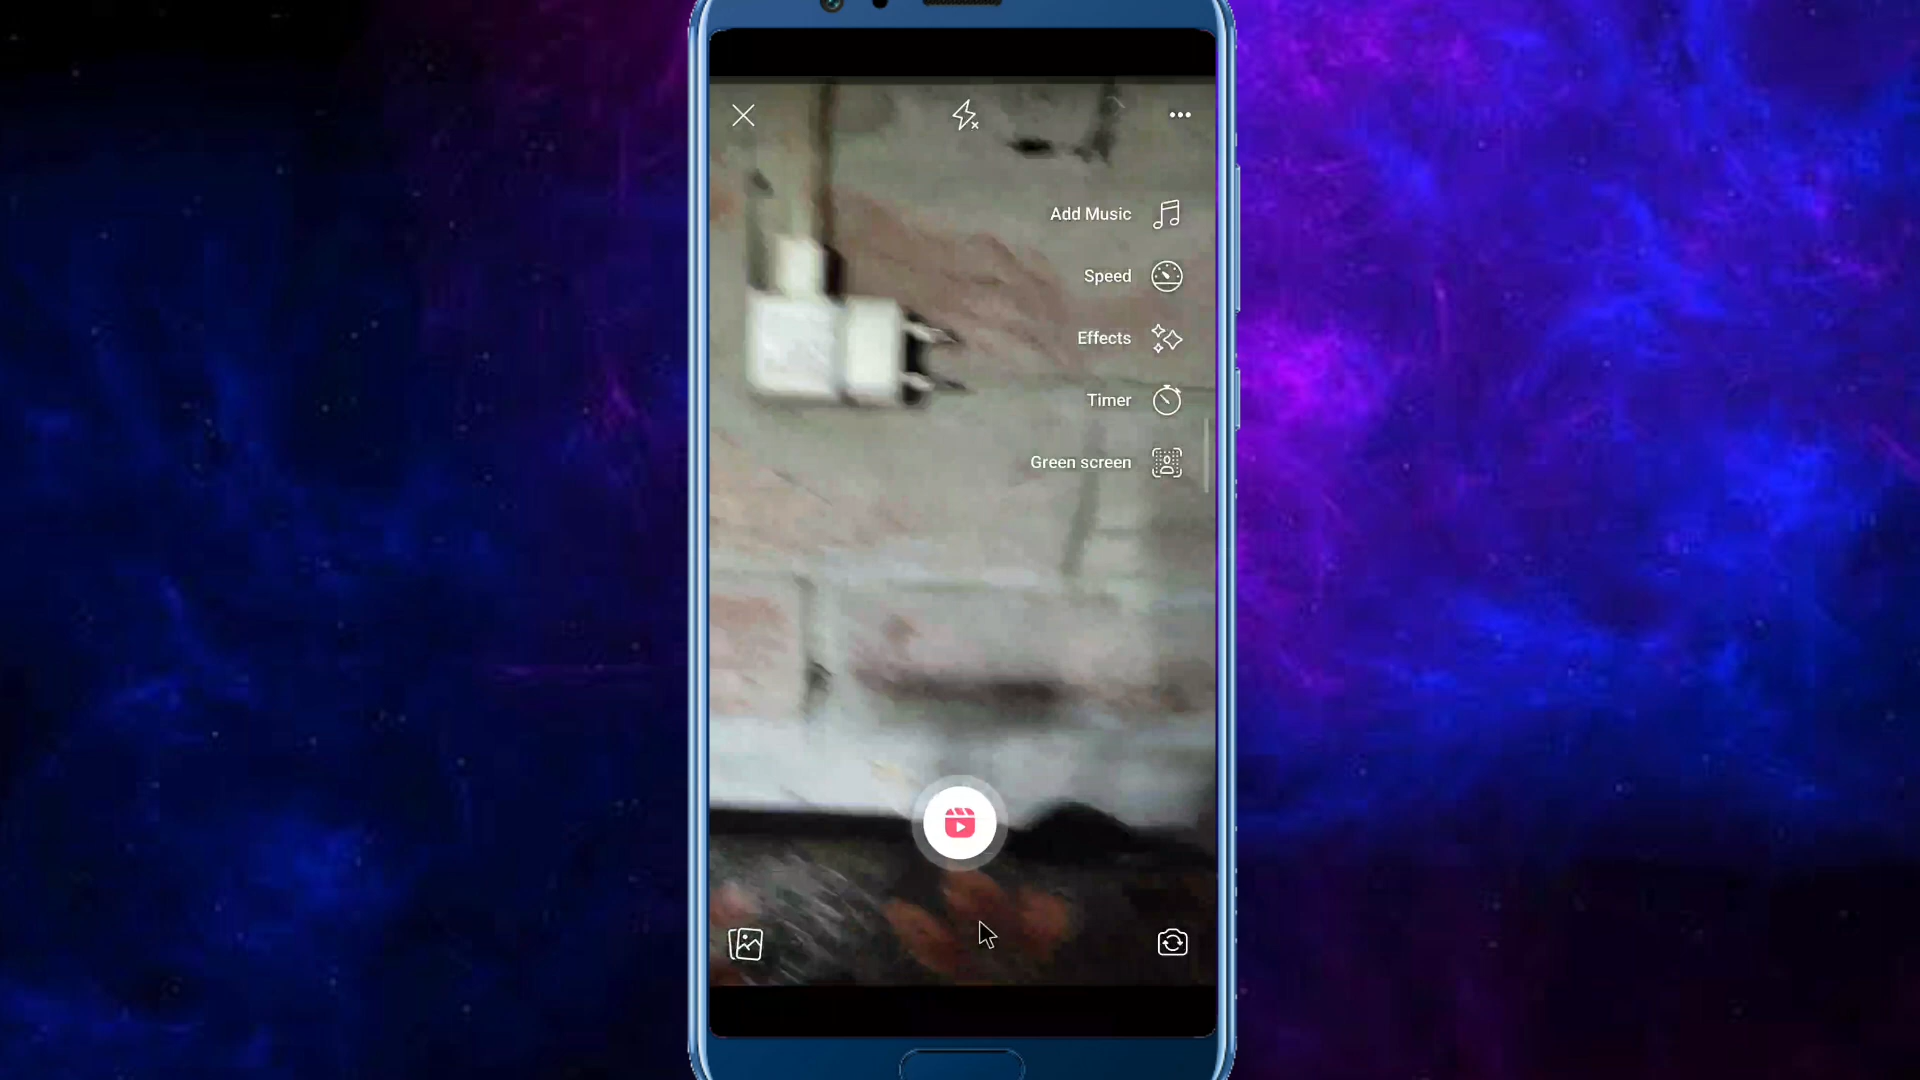 Add Music
Speed
Effects
Timer
Green screen